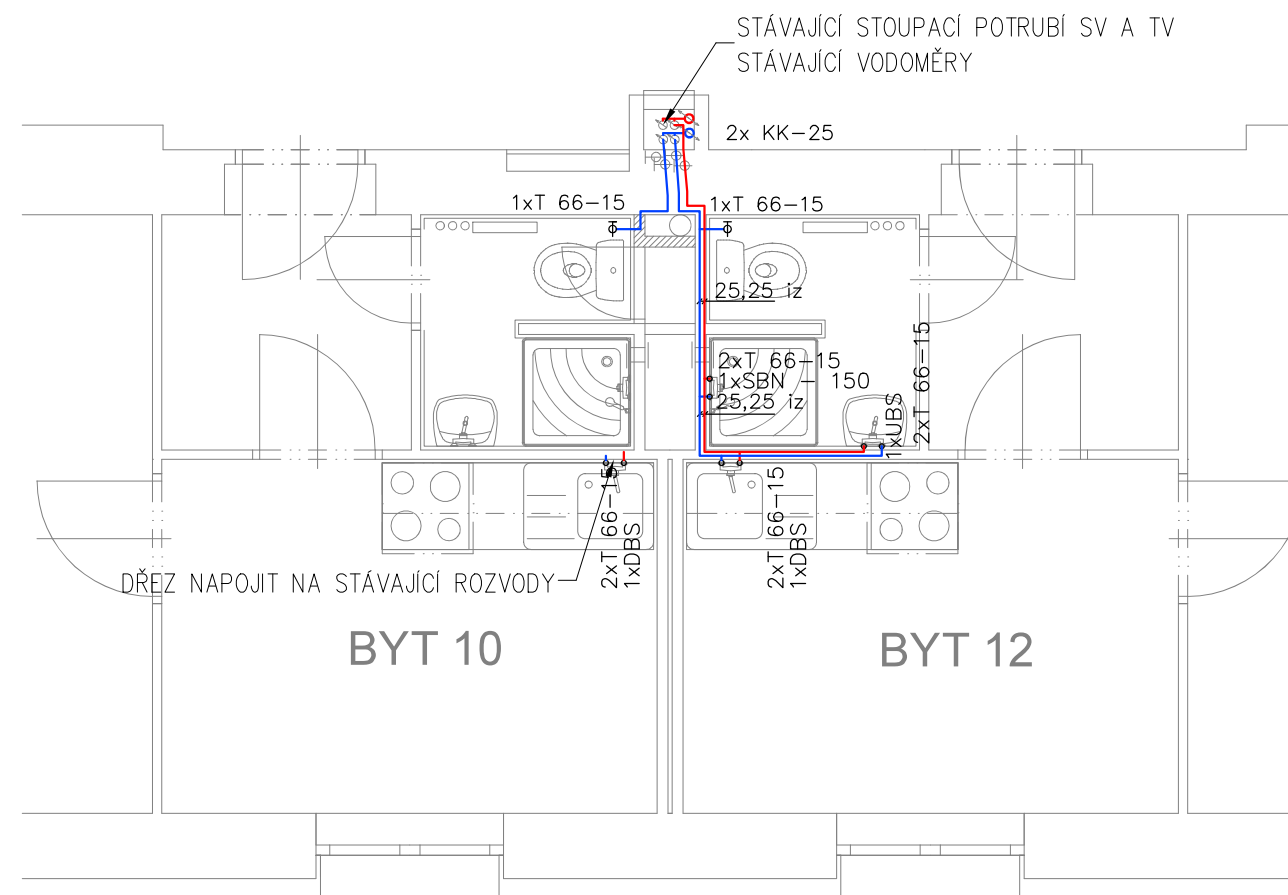 STÁVAJÍCÍ STOUPACÍ POTRUBÍ SV A TV
STÁVAJÍCÍ VODOMĚRY
2x KK-25
1xT 66-15
1xT 66-15
25,25 iz
2xT 66-15
1xSBN - 150
25,25 iz
1xUBS
2xT 66-15
2xT 66-15
1xDBS
2xT 66-15
1xDBS
DŘEZ NAPOJIT NA STÁVAJÍCÍ ROZVODY
BYT 10
BYT 12